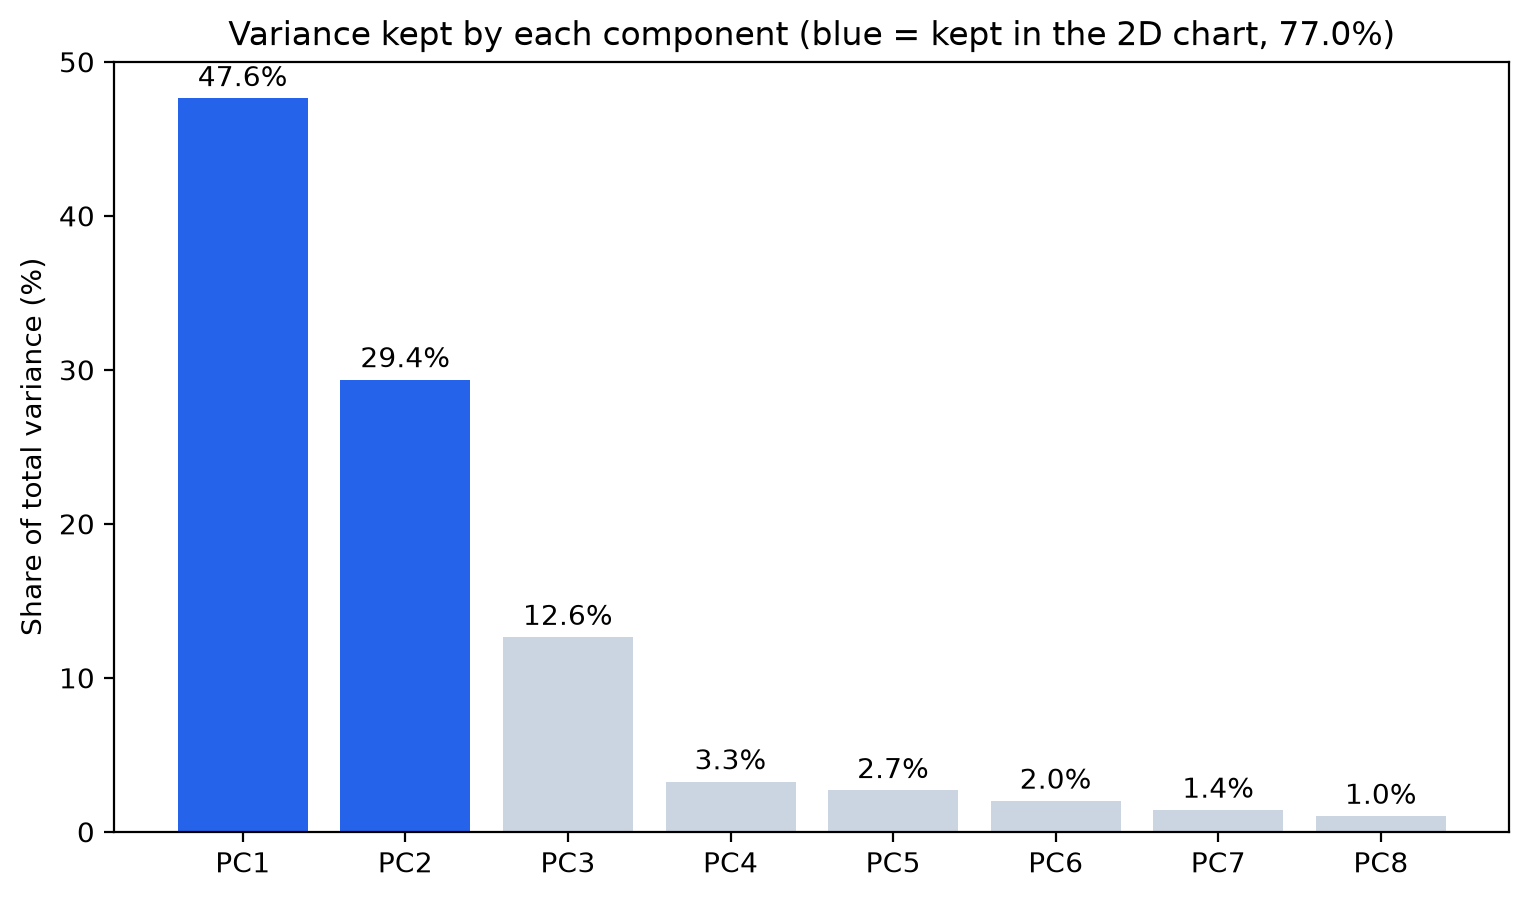 Variance kept by each component (blue = kept in the 2D chart, 77.0%)
Share of total variance (%)
50
40
30
20
10
0
47.6%
29.4%
12.6%
3.3%
2.7%
2.0%
1.4%
1.0%
PC1
PC2
PC3
PC4
PC5
PC6
PC7
PC8